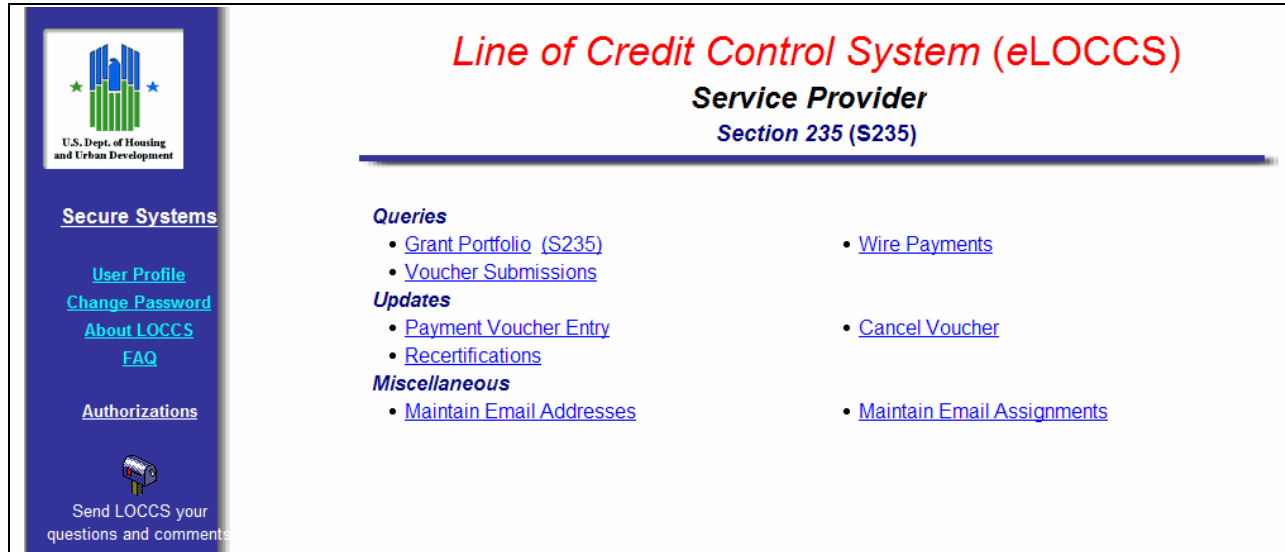 U.S. Dept. of Housing
and Urban Development
Secure Systems
User Profile
Change Password
About LOCCS
FAQ
Authorizations
Send LOCCS your
questions and comments
Line of Credit Control System (eLOCCS)
Service Provider
Section 235 (S235)
Queries
• Grant Portfolio (S235)
• Wire Payments
• Voucher Submissions
Updates
• Payment Voucher Entry
• Cancel Voucher
• Recertifications
Miscellaneous
• Maintain Email Addresses
• Maintain Email Assignments